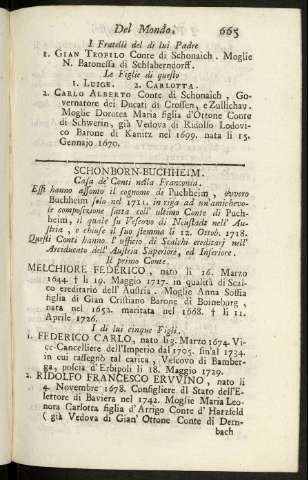 Del Mondo. 665
I Fratelli del di lui Padre
1. GIAN TEOFILO Conte di Schonaich. Moglie
N. Baronessa di Schlaberndorff.
Le Figlie di questo
1. LUIGE. 2. CARLOTTA.
2. CARLO ALBERTO Conte di Schonaich, Go-
vernatore dei Ducati di Crossen, e Zullichav.
Moglie Dorotea Maria figlia d'Ottone Conte
di Schwerin, già Vedova di Ridolfo Lodovi-
co Barone di Kanitz nel 1699. nata li 15.
Gennajo 1670.
SCHONBORN-BUCHHEIM.
Casa de' Conti nella Franconia.
Essi hanno assonto il cognome di Puchheim, ovvero
Buchheim solo nel 1711. in riga ad un' amichevo-
le composizione fatta coll' ultimo Conte di Puch-
heim, il quale fu Vescovo di Neustadt nell' Au-
stria, e chiuse il suo stemma li 12. Ottob. 1718.
Questi Conti hanno l'ufficio di Scalchi ereditarj nell'
Arciducato dell' Austria Superiore, ed Inferiore.
Il primo Conte.
MELCHIORE FEDERICO, nato li 16. Marzo
1644. † li 19. Maggio 1717. in qualità di Scal-
co ereditario dell' Austria. Moglie Anna Sofia
figlia di Gian Cristiano Barone di Boineburg,
nata nel 1652. maritata nel 1668. † li 11.
Aprile 1726.
I di lui cinque Figli.
1. FEDERICO CARLO, nato li 3. Marzo 1674. Vi-
ce-Cancelliere dell'Imperio dal 1705. sin'al 1734.
in cui rassegnò tal carica, Vescovo di Bamber-
ga, poscia d'Erbipoli li 18. Maggio 1729.
2. RIDOLFO FRANCESCO ERVVINO, nato li
4. Novembre 1678. Consigliere di Stato dell'E-
lettore di Baviera nel 1742. Moglie Maria Leo-
nora Carlotta figlia d'Arrigo Conte d' Harzfeld
( già Vedova di Gian' Ottone Conte di Dern-
bach